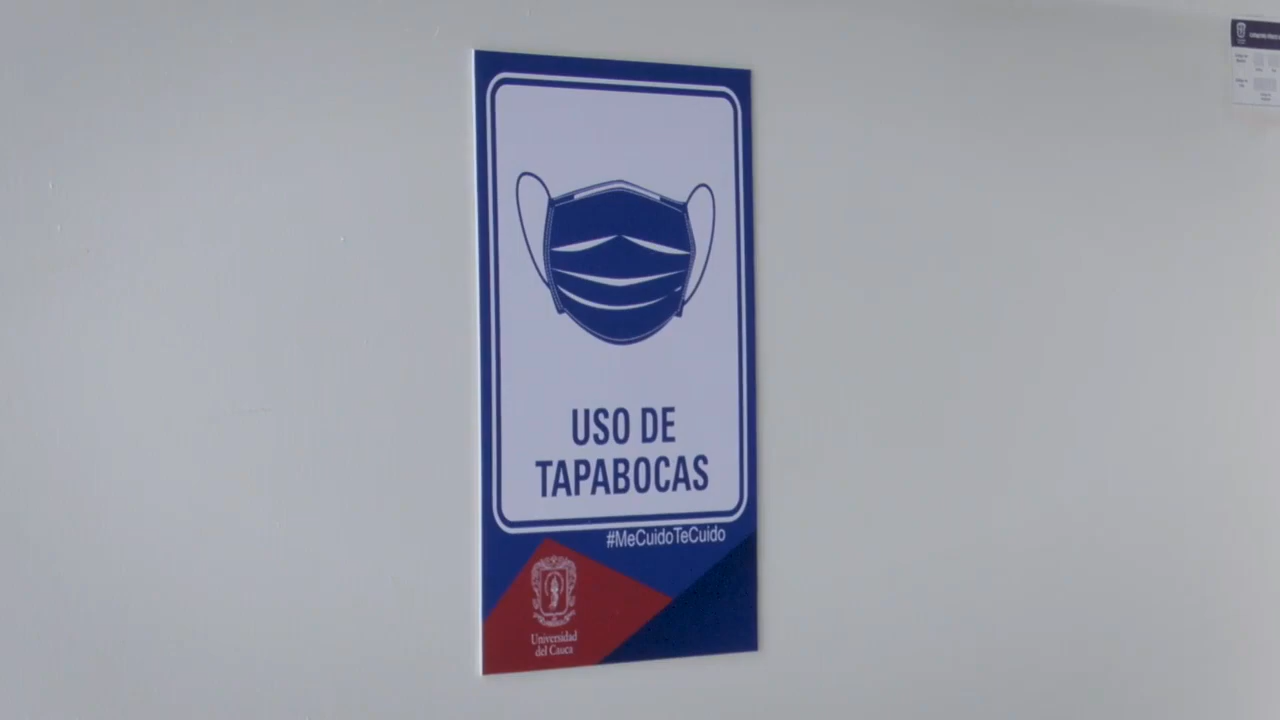 USO DE
TAPABOCAS
#MeCuidoTeCuido
Universidad
del Cauca